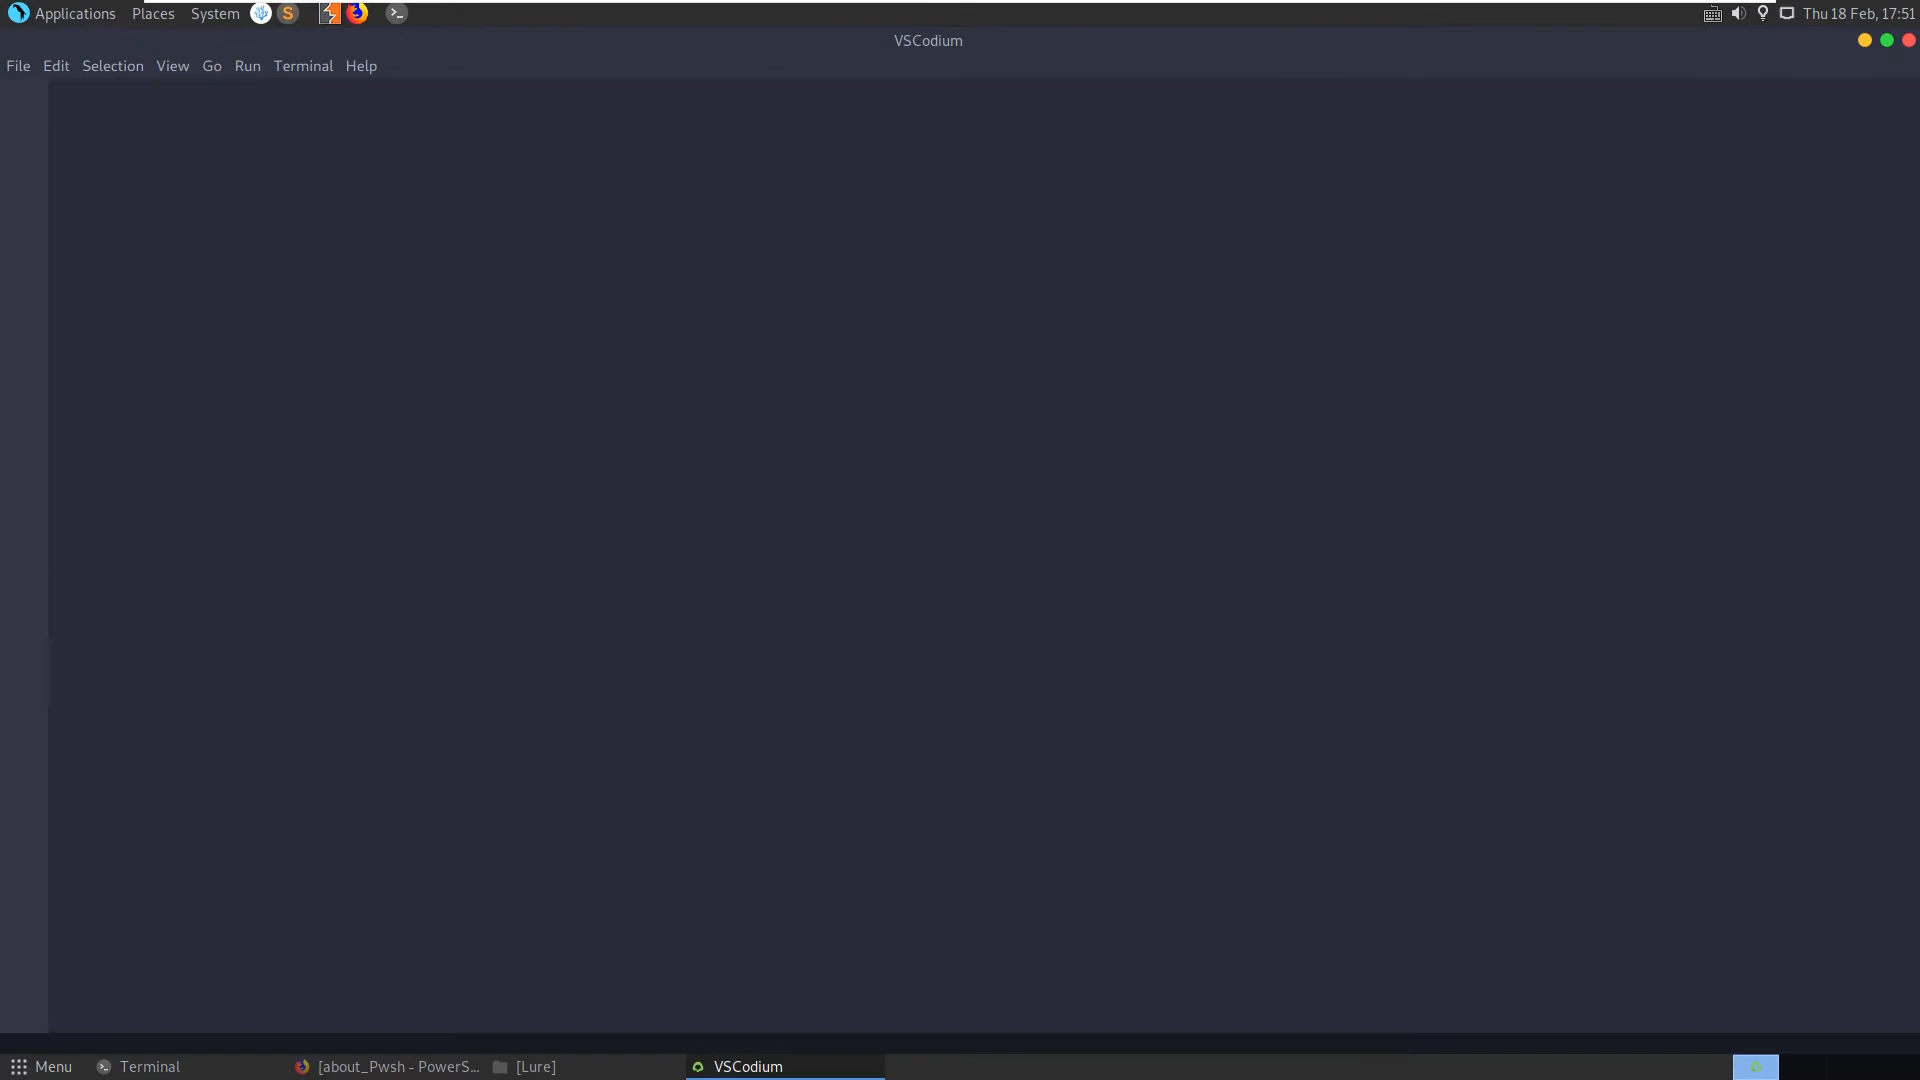 Applications Places System S Thu 18 Feb, 17:51
VSCodium
File Edit Selection View Go Run Terminal Help
Menu Terminal [about_Pwsh - PowerS... [Lure] VSCodium